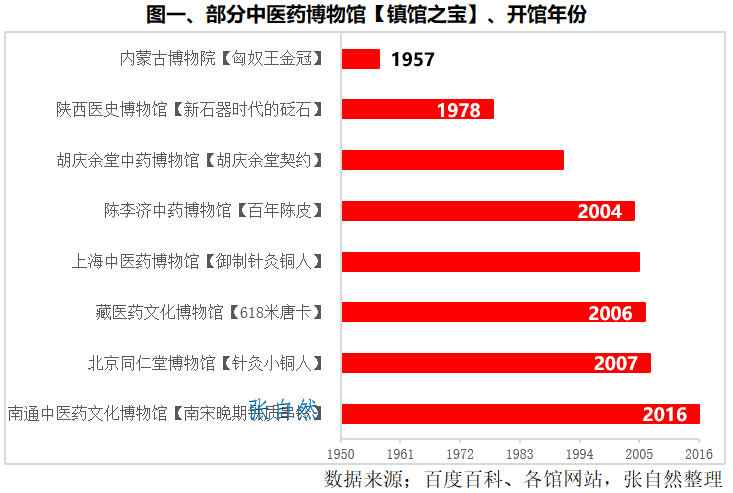 图一、部分中医药博物馆【镇馆之宝】、开馆年份
内蒙古博物院【匈奴王金冠】
1957
陕西医史博物馆【新石器时代的砭石】
1978
胡庆余堂中药博物馆【胡庆余堂契约】
陈李济中药博物馆【百年陈皮】
2004
上海中医药博物馆【御制针灸铜人】
藏医药文化博物馆【618米唐卡】
2006
北京同仁堂博物馆【针灸小铜人】
2007
南通中医药文化博物馆【南宋晚期
张自然
2016
1950 1961 1972 1983 1994 2005 2016
数据来源；百度百科、各馆网站，张自然整理